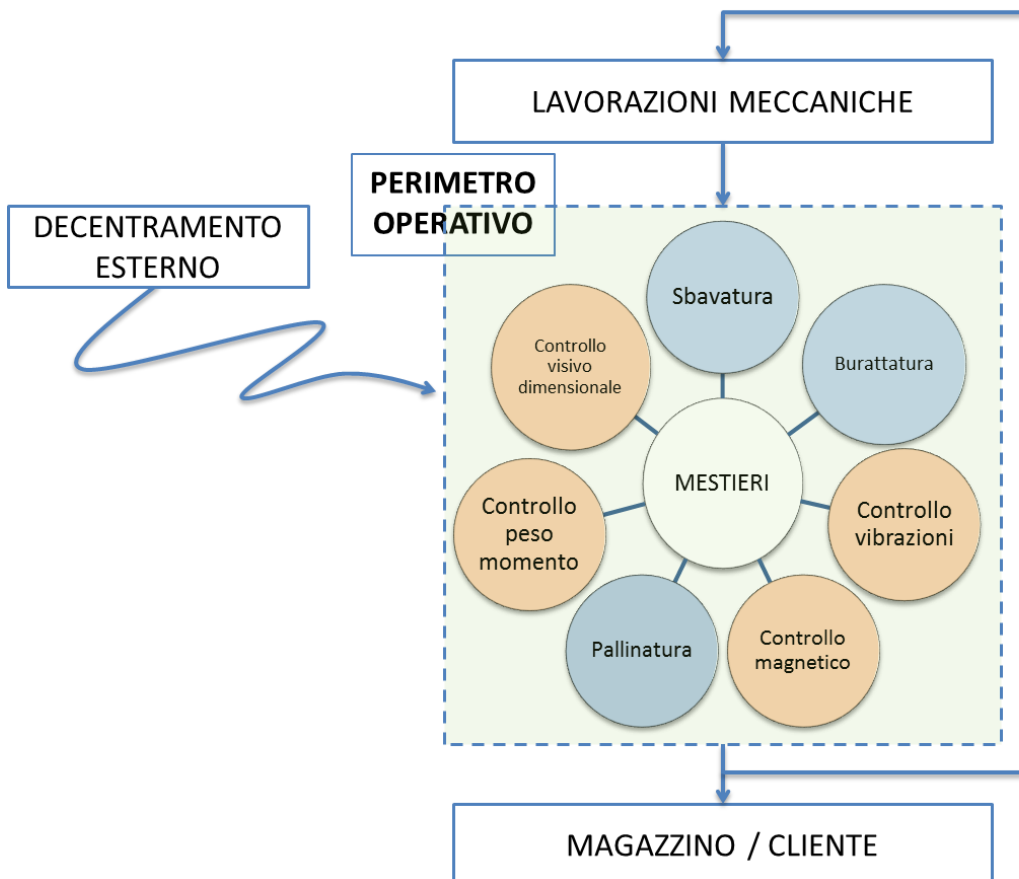 LAVORAZIONI MECCANICHE
PERIMETRO
OPERATIVO
DECENTRAMENTO
ESTERNO
Sbavatura
Controllo
visivo
dimensionale
Burattatura
MESTIERI
Controllo
peso
momento
Controllo
vibrazioni
Pallinatura
Controllo
magnetico
MAGAZZINO / CLIENTE